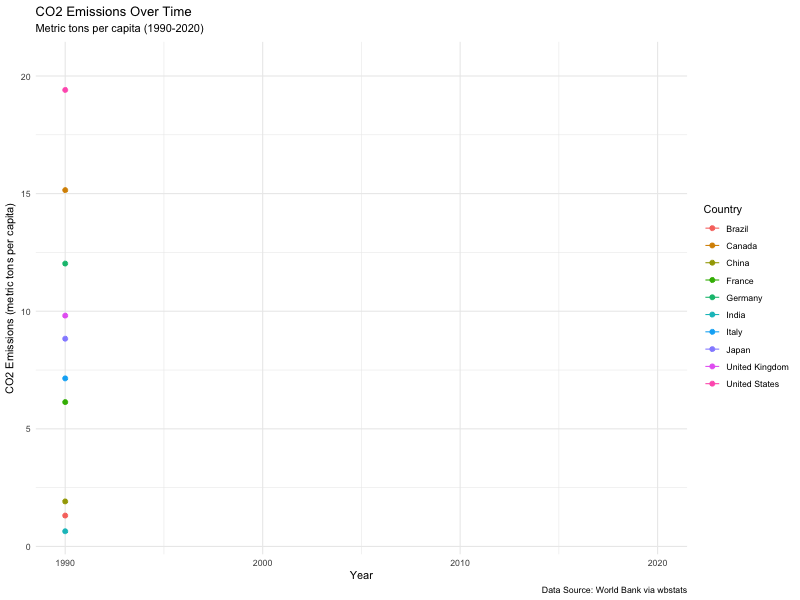 CO2 Emissions Over Time
Metric tons per capita (1990-2020)
CO2 Emissions (metric tons per capita)
20
15
10
5
0
1990 2000 2010 2020
Year
Country
Brazil
Canada
China
France
Germany
India
Italy
Japan
United Kingdom
United States
Data Source: World Bank via wbstats